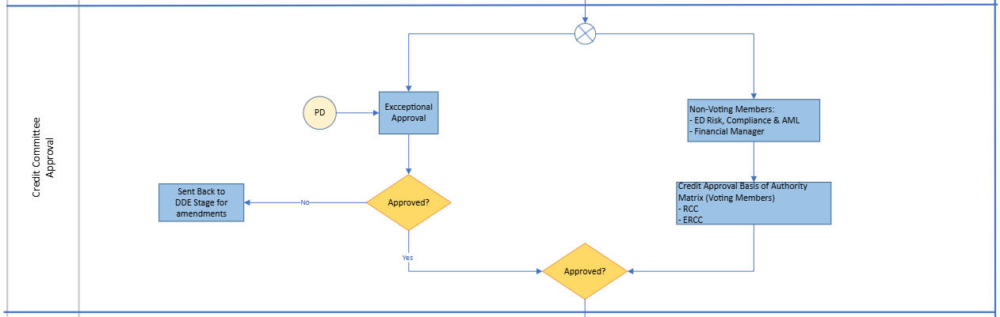 Credit Committee
Approval
PD
Excceptional
Approval
Non-Voting Members:
- ED Risk, Compliance & AML
- Financial Manager
Sent Back to
DDE Stage for
amendments
No
Approved?
Credit Approval Basis of Authority
Matrix (Voting Members)
- RCC
- ERCC
Yes
Approved?